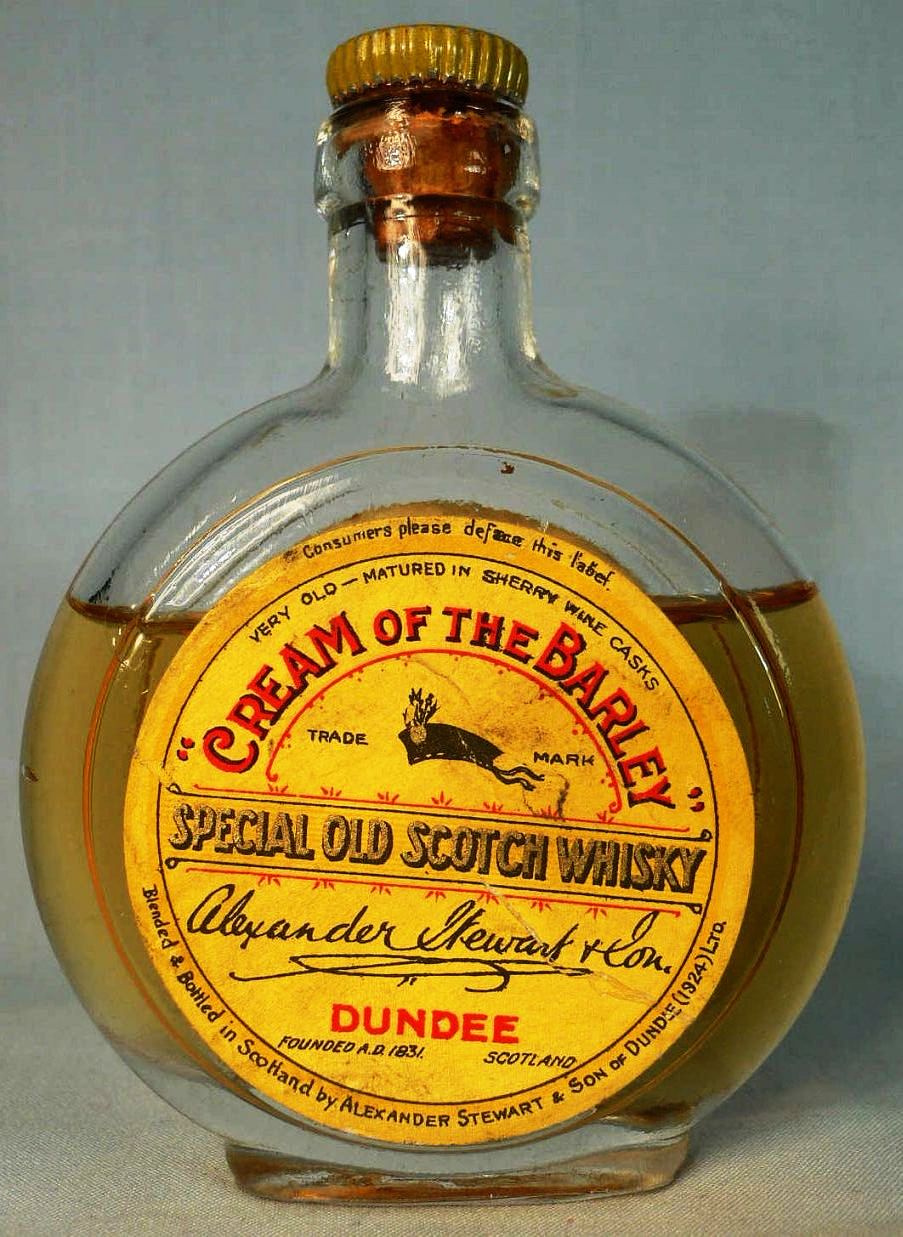 Consumers please deface this label.
VERY OLD — MATURED IN SHERRY WINE CASKS
"CREAM OF THE BARLEY"
TRADE MARK
SPECIAL OLD SCOTCH WHISKY
Alexander Stewart & Son.
DUNDEE
FOUNDED A.D. 1831. SCOTLAND
Blended & Bottled in Scotland by ALEXANDER STEWART & SON OF DUNDEE (1924) LTD.